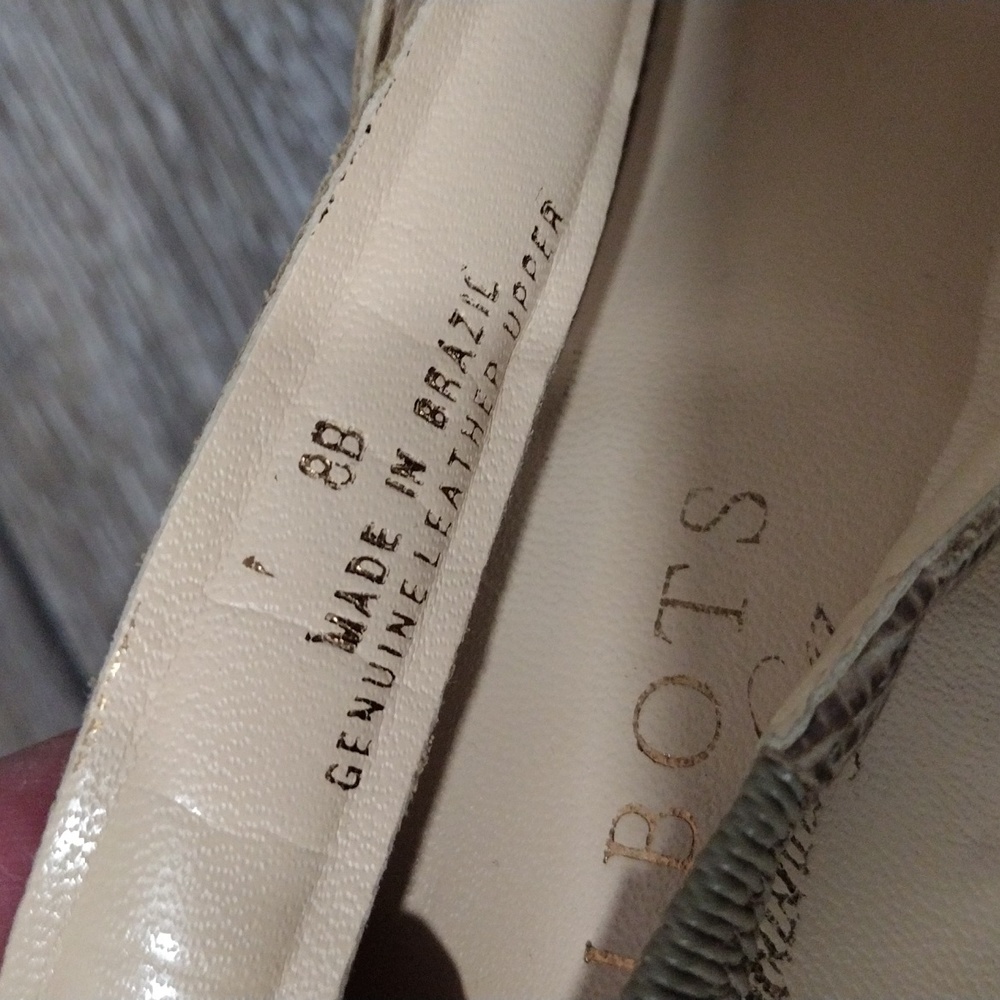 8B
MADE IN BRAZIL
GENUINE LEATHER UPPER
BOTS